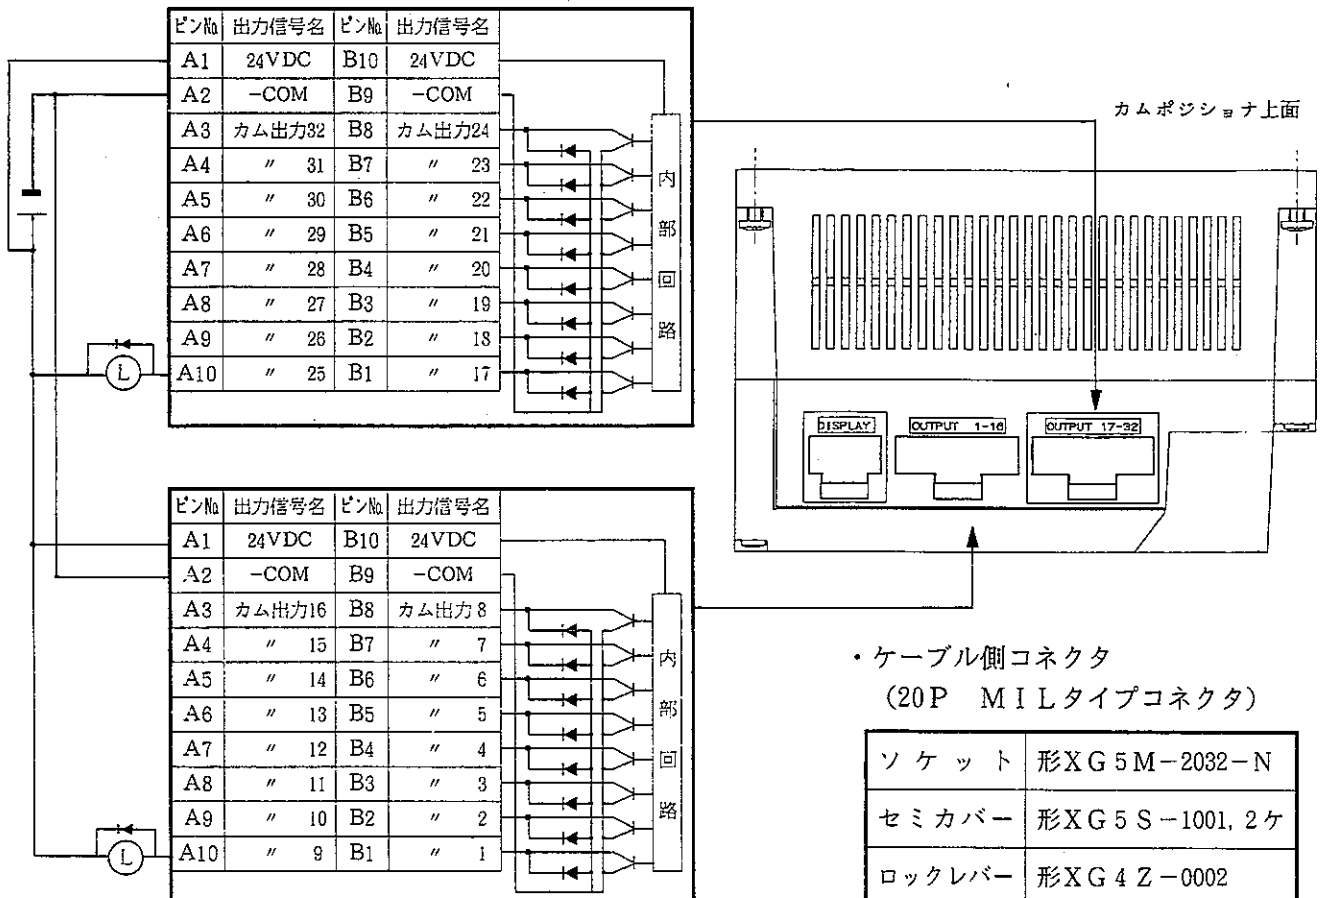 ピンNo. 出力信号名 ピンNo. 出力信号名
A1 24VDC B10 24VDC
A2 -COM B9 -COM
A3 カム出力32 B8 カム出力24
A4 〃 31 B7 〃 23
A5 〃 30 B6 〃 22
A6 〃 29 B5 〃 21
A7 〃 28 B4 〃 20
A8 〃 27 B3 〃 19
A9 〃 26 B2 〃 18
A10 〃 25 B1 〃 17
内部回路
L
カムポジショナ上面
DISPLAY
OUTPUT 1-16
OUTPUT 17-32
ピンNo. 出力信号名 ピンNo. 出力信号名
A1 24VDC B10 24VDC
A2 -COM B9 -COM
A3 カム出力16 B8 カム出力8
A4 〃 15 B7 〃 7
A5 〃 14 B6 〃 6
A6 〃 13 B5 〃 5
A7 〃 12 B4 〃 4
A8 〃 11 B3 〃 3
A9 〃 10 B2 〃 2
A10 〃 9 B1 〃 1
内部回路
L
・ケーブル側コネクタ
(20P MILタイプコネクタ)
ソケット 形XG5M-2032-N
セミカバー 形XG5S-1001, 2ケ
ロックレバー 形XG4Z-0002